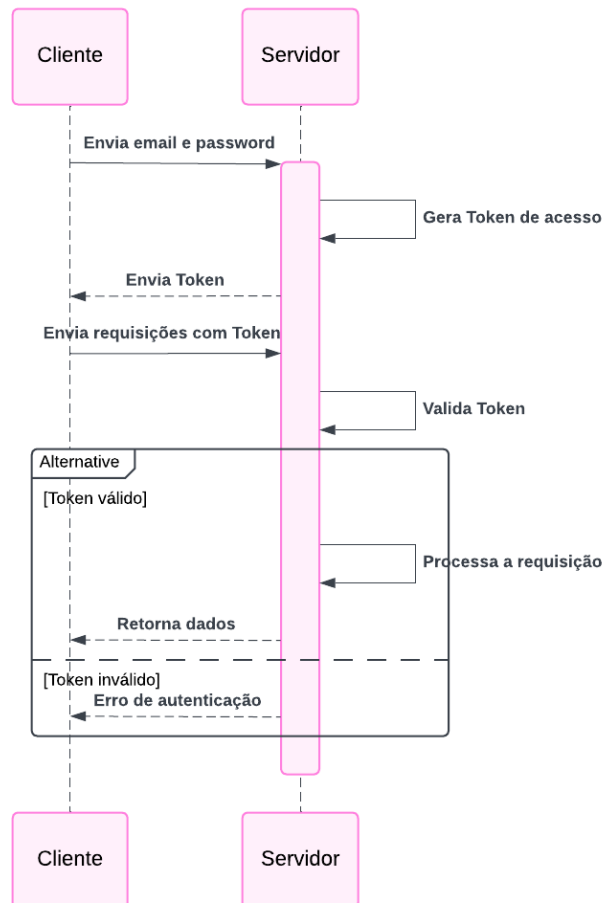 Cliente
Servidor
Envia email e password
Gera Token de acesso
Envia Token
Envia requisições com Token
Valida Token
Alternative
[Token válido]
Processa a requisição
Retorna dados
[Token inválido]
Erro de autenticação
Cliente
Servidor